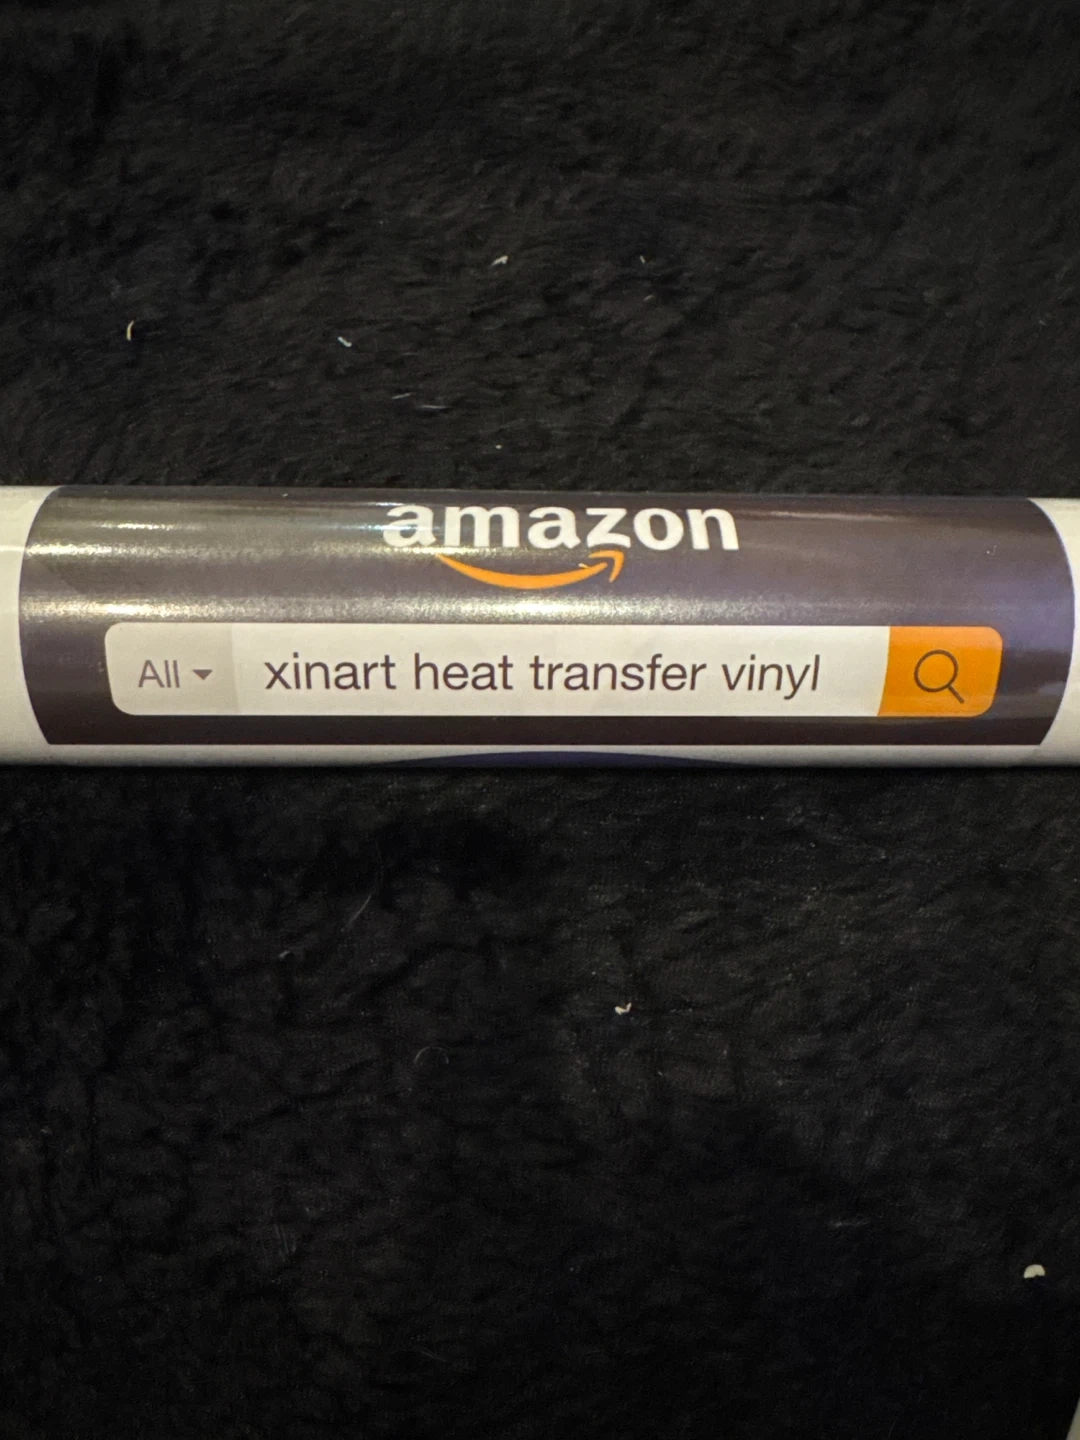 amazon
All
xinart heat transfer vinyl